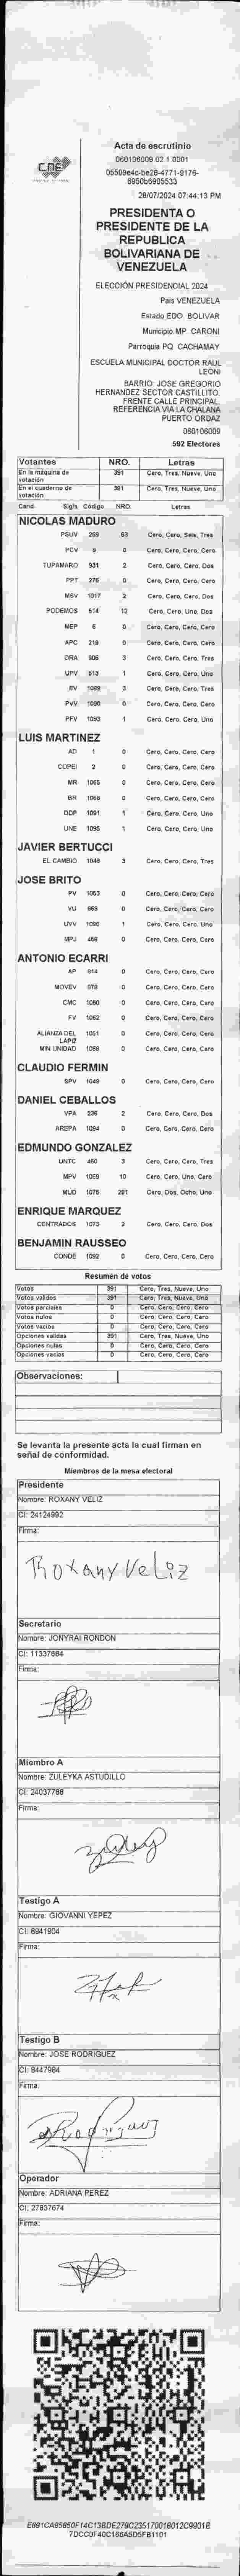 CNE
Acta de escrutinio
060106009.02.1.0001
05509e4c-be28-4771-9176-
8950b6905533
28/07/2024 07:44:13 PM
PRESIDENTA O
PRESIDENTE DE LA
REPUBLICA
BOLIVARIANA DE
VENEZUELA
ELECCIÓN PRESIDENCIAL 2024
Pais VENEZUELA
Estado EDO. BOLIVAR
Municipio MP. CARONI
Parroquia PQ. CACHAMAY
ESCUELA MUNICIPAL DOCTOR RAUL
LEONI
BARRIO: JOSE GREGORIO
HERNANDEZ SECTOR CASTILLITO.
FRENTE CALLE PRINCIPAL.
REFERENCIA VIA LA CHALANA
PUERTO ORDAZ
060106009
592 Electores
Votantes NRO. Letras
En la máquina de votación 391 Cero, Tres, Nueve, Uno
En el cuaderno de votación 391 Cero, Tres, Nueve, Uno
Cand. Sigla Código NRO. Letras
NICOLAS MADURO
PSUV 289 63 Cero, Cero, Seis, Tres
PCV 9 0 Cero, Cero, Cero, Cero
TUPAMARO 931 2 Cero, Cero, Cero, Dos
PPT 276 0 Cero, Cero, Cero, Cero
MSV 1017 2 Cero, Cero, Cero, Dos
PODEMOS 514 12 Cero, Cero, Uno, Dos
MEP 6 0 Cero, Cero, Cero, Cero
APC 219 0 Cero, Cero, Cero, Cero
ORA 906 3 Cero, Cero, Cero, Tres
UPV 613 1 Cero, Cero, Cero, Uno
EV 1089 3 Cero, Cero, Cero, Tres
PVV 1090 0 Cero, Cero, Cero, Cero
PFV 1093 1 Cero, Cero, Cero, Uno
LUIS MARTINEZ
AD 1 0 Cero, Cero, Cero, Cero
COPEI 2 0 Cero, Cero, Cero, Cero
MR 1065 0 Cero, Cero, Cero, Cero
BR 1066 0 Cero, Cero, Cero, Cero
DDP 1091 1 Cero, Cero, Cero, Uno
UNE 1095 1 Cero, Cero, Cero, Uno
JAVIER BERTUCCI
EL CAMBIO 1048 3 Cero, Cero, Cero, Tres
JOSE BRITO
PV 1053 0 Cero, Cero, Cero, Cero
VU 969 0 Cero, Cero, Cero, Cero
UVV 1098 1 Cero, Cero, Cero, Uno
MPJ 458 0 Cero, Cero, Cero, Cero
ANTONIO ECARRI
AP 814 0 Cero, Cero, Cero, Cero
MOVEV 878 0 Cero, Cero, Cero, Cero
CMC 1050 0 Cero, Cero, Cero, Cero
FV 1062 0 Cero, Cero, Cero, Cero
ALIANZA DEL LAPIZ 1051 0 Cero, Cero, Cero, Cero
MIN UNIDAD 1069 0 Cero, Cero, Cero, Cero
CLAUDIO FERMIN
SPV 1049 0 Cero, Cero, Cero, Cero
DANIEL CEBALLOS
VPA 236 2 Cero, Cero, Cero, Dos
AREPA 1094 0 Cero, Cero, Cero, Cero
EDMUNDO GONZALEZ
UNTC 460 3 Cero, Cero, Cero, Tres
MPV 1069 10 Cero, Cero, Uno, Cero
MUD 1075 281 Cero, Dos, Ocho, Uno
ENRIQUE MARQUEZ
CENTRADOS 1073 2 Cero, Cero, Cero, Dos
BENJAMIN RAUSSEO
CONDE 1092 0 Cero, Cero, Cero, Cero
Resumen de votos
Votos 391 Cero, Tres, Nueve, Uno
Votos válidos 391 Cero, Tres, Nueve, Uno
Votos parciales 0 Cero, Cero, Cero, Cero
Votos nulos 0 Cero, Cero, Cero, Cero
Votos vacíos 0 Cero, Cero, Cero, Cero
Opciones válidas 391 Cero, Tres, Nueve, Uno
Opciones nulas 0 Cero, Cero, Cero, Cero
Opciones vacías 0 Cero, Cero, Cero, Cero
Observaciones:
Se levanta la presente acta la cual firman en
señal de conformidad.
Miembros de la mesa electoral
Presidente
Nombre: ROXANY VELIZ
CI: 24124992
Firma:
Roxany Veliz
Secretario
Nombre: JONYRAI RONDON
CI: 11337684
Firma:
Miembro A
Nombre: ZULEYKA ASTUDILLO
CI: 24037788
Firma:
Testigo A
Nombre: GIOVANNI YEPEZ
CI: 8941904
Firma:
Testigo B
Nombre: JOSE RODRIGUEZ
CI: 8447984
Firma:
Operador
Nombre: ADRIANA PEREZ
CI: 27837674
Firma:
7DCC0F40C166A5D5FB1101